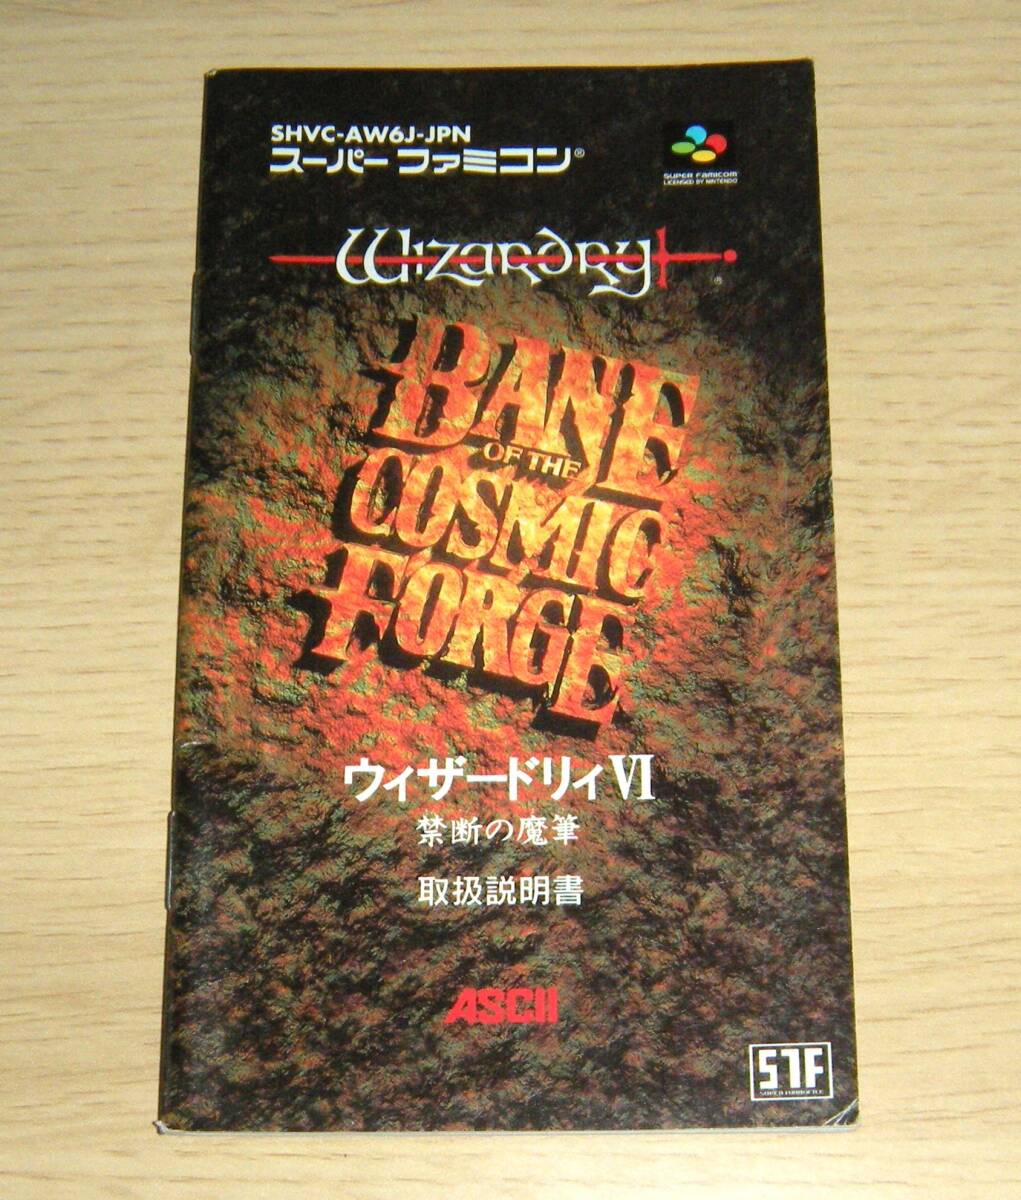 SHVC-AW6J-JPN
スーパーファミコン®
SUPER FAMICOM
LICENSED BY NINTENDO
Wizardry
®
BANE
OF THE
COSMIC
FORGE
ウィザードリィVI
禁断の魔筆
取扱説明書
ASCII
STF